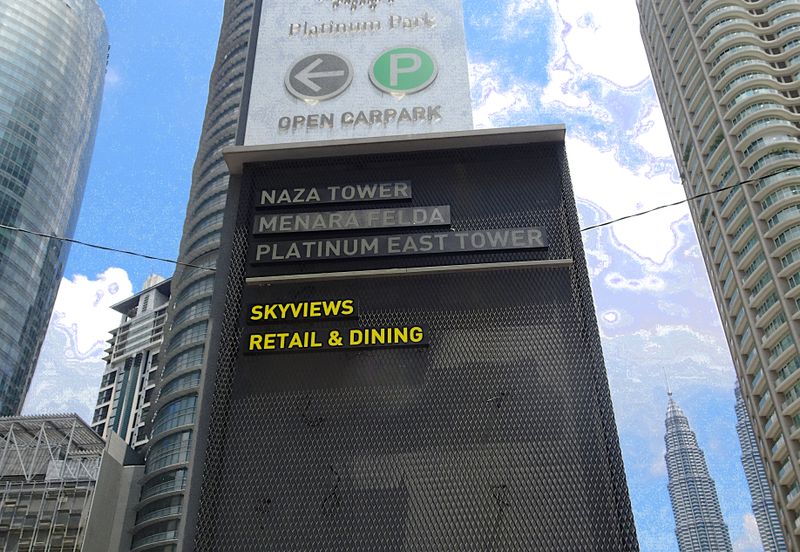 Platinum Park
P
OPEN CARPARK
NAZA TOWER
MENARA FELDA
PLATINUM EAST TOWER
SKYVIEWS
RETAIL & DINING